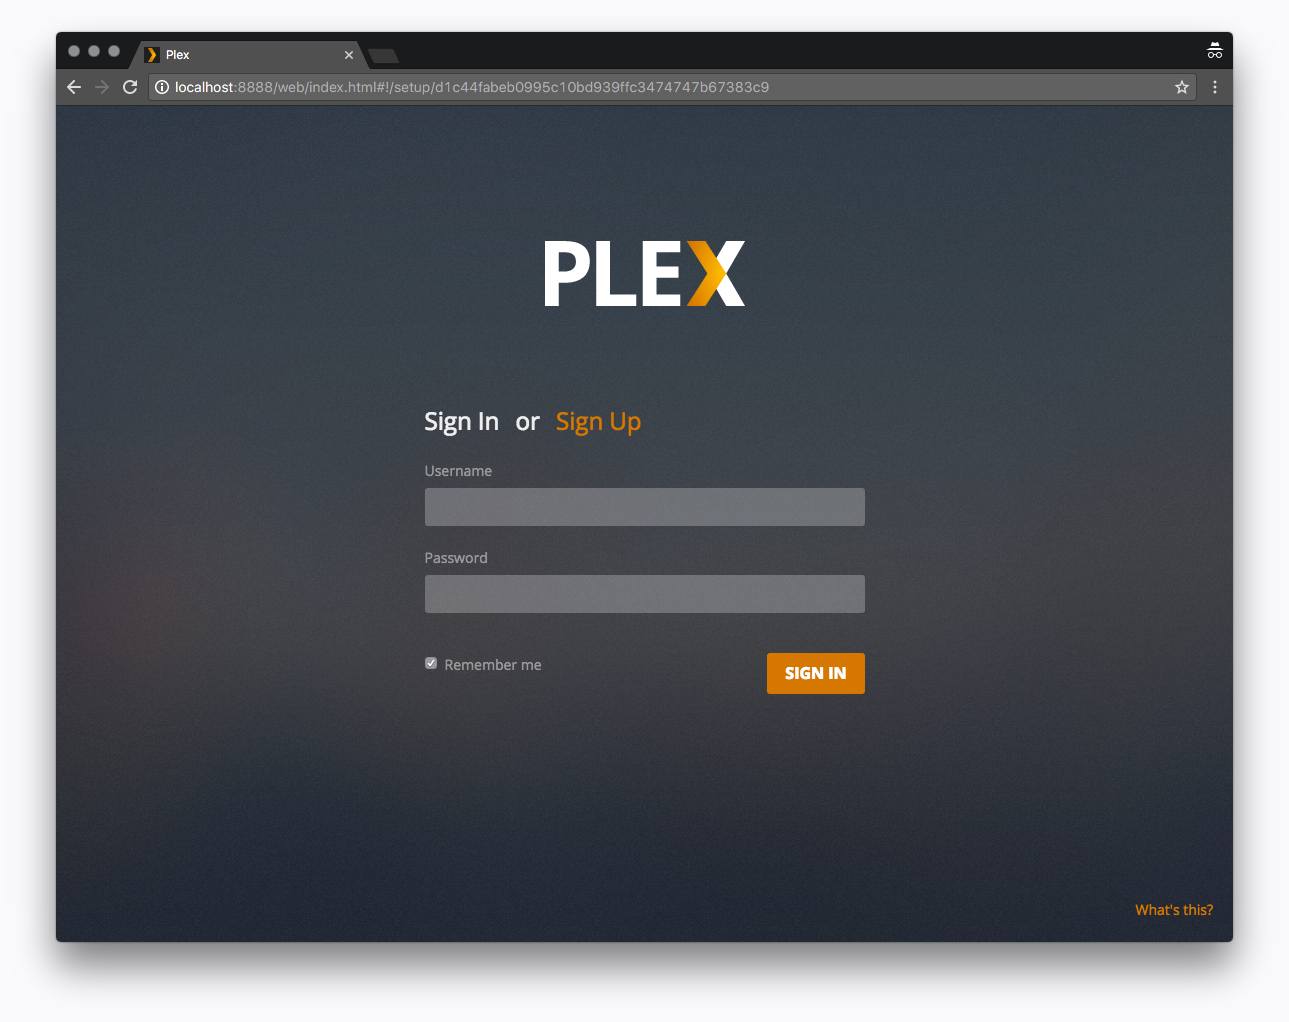 Plex
localhost:8888/web/index.html#!/setup/d1c44fabeb0995c10bd939ffc3474747b67383c9
PLEX
Sign In or Sign Up
Username
Password
Remember me
SIGN IN
What's this?